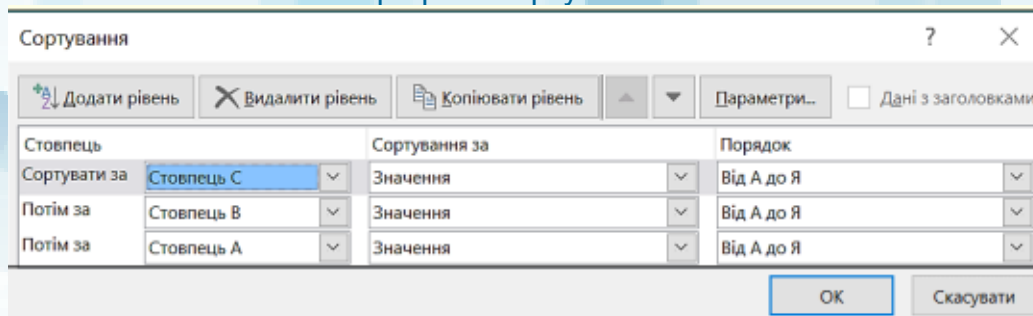 Сортування
? ×
Додати рівень Видалити рівень Копіювати рівень Параметри... Дані з заголовками
Стовпець Сортування за Порядок
Сортувати за Стовпець C Значення Від А до Я
Потім за Стовпець B Значення Від А до Я
Потім за Стовпець A Значення Від А до Я
OK Скасувати